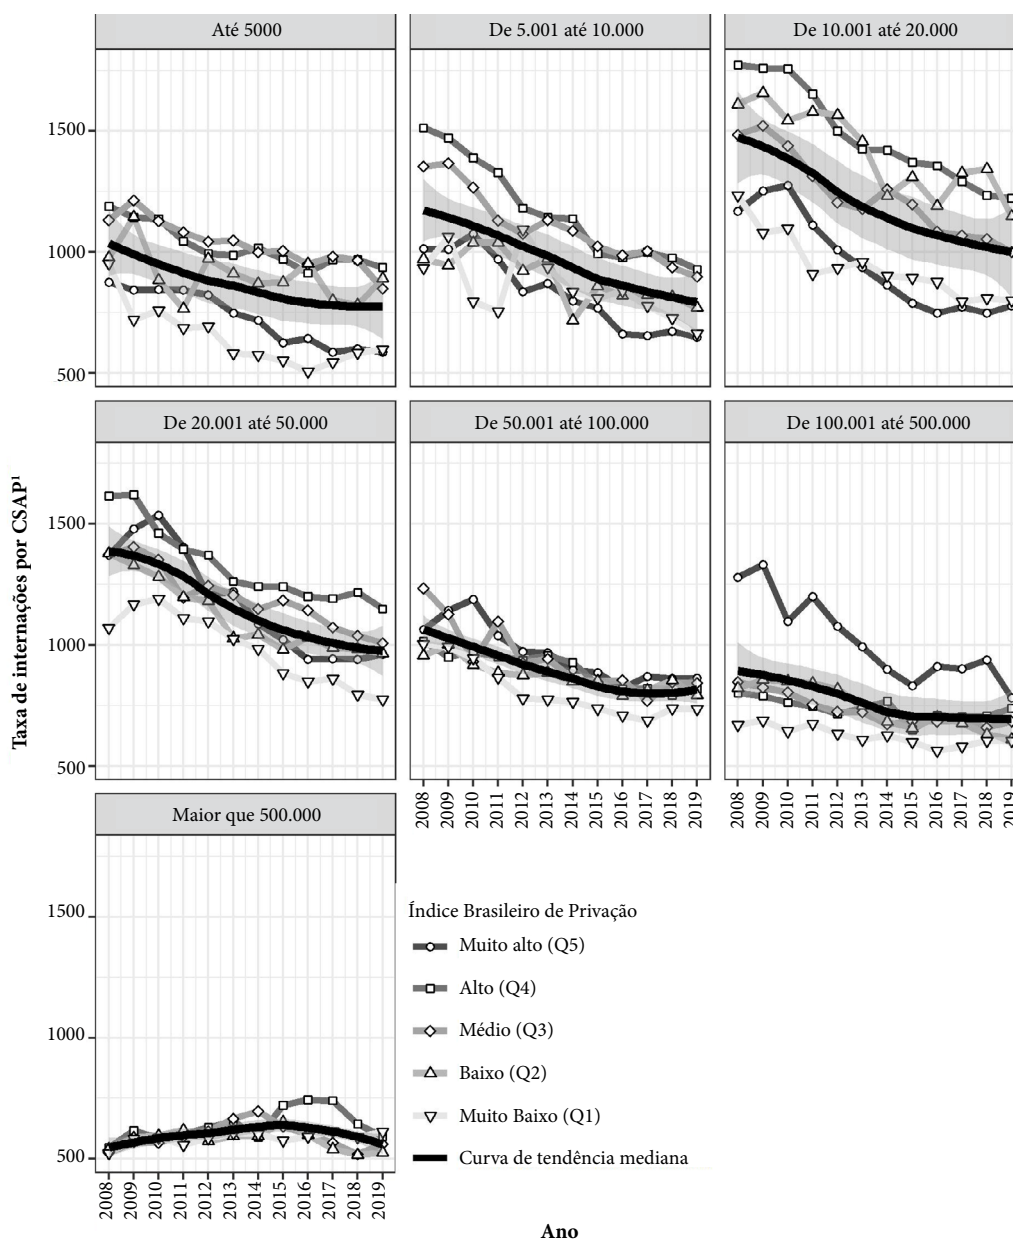 Até 5000
De 5.001 até 10.000
De 10.001 até 20.000
1500
1000
500
De 20.001 até 50.000
De 50.001 até 100.000
De 100.001 até 500.000
Taxa de internações por CSAP¹
1500
1000
500
2008 2009 2010 2011 2012 2013 2014 2015 2016 2017 2018 2019
2008 2009 2010 2011 2012 2013 2014 2015 2016 2017 2018 2019
Maior que 500.000
1500
1000
500
2008 2009 2010 2011 2012 2013 2014 2015 2016 2017 2018 2019
Índice Brasileiro de Privação
Muito alto (Q5)
Alto (Q4)
Médio (Q3)
Baixo (Q2)
Muito Baixo (Q1)
Curva de tendência mediana
Ano